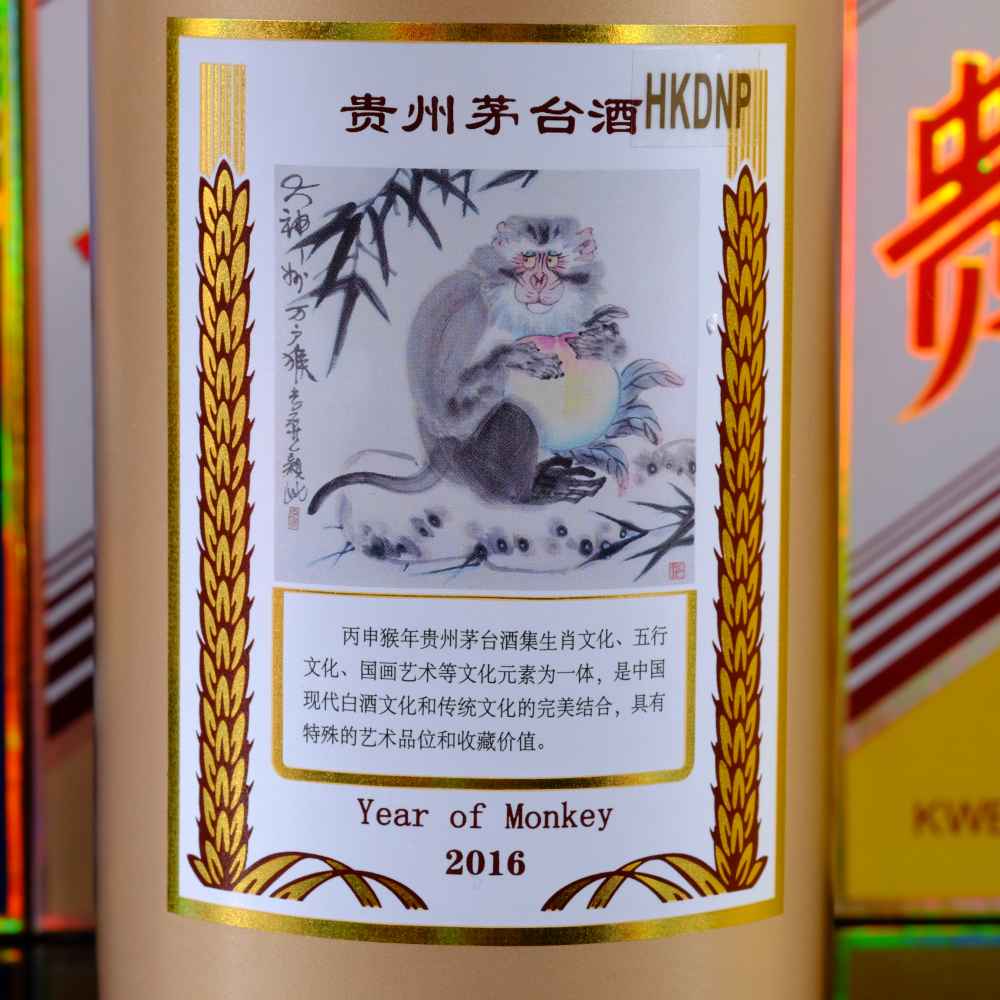 贵州茅台酒
HKDNP
丙申猴年贵州茅台酒集生肖文化、五行
文化、国画艺术等文化元素为一体，是中国
现代白酒文化和传统文化的完美结合，具有
特殊的艺术品位和收藏价值。
Year of Monkey
2016
贵
KWE